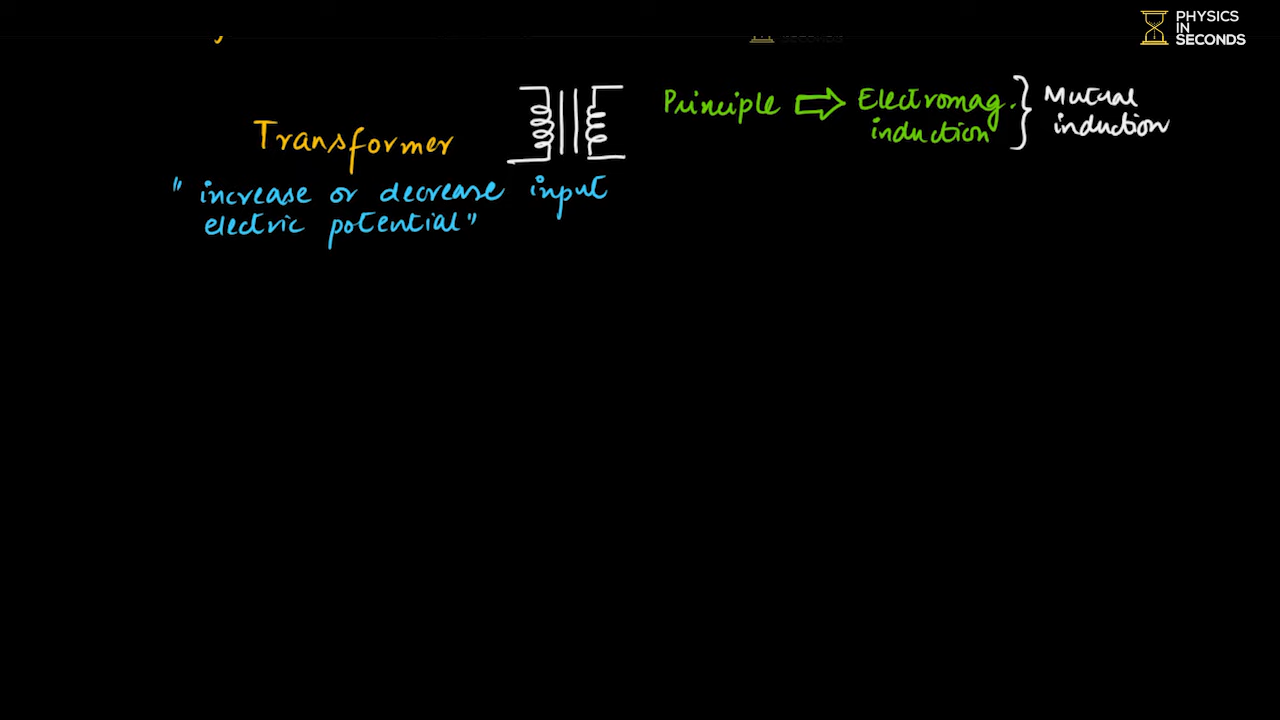 PHYSICS
IN
SECONDS
Transformer
" increase or decrease input
electric potential "
Principle ⇨ Electromag.
induction
Mutual
induction